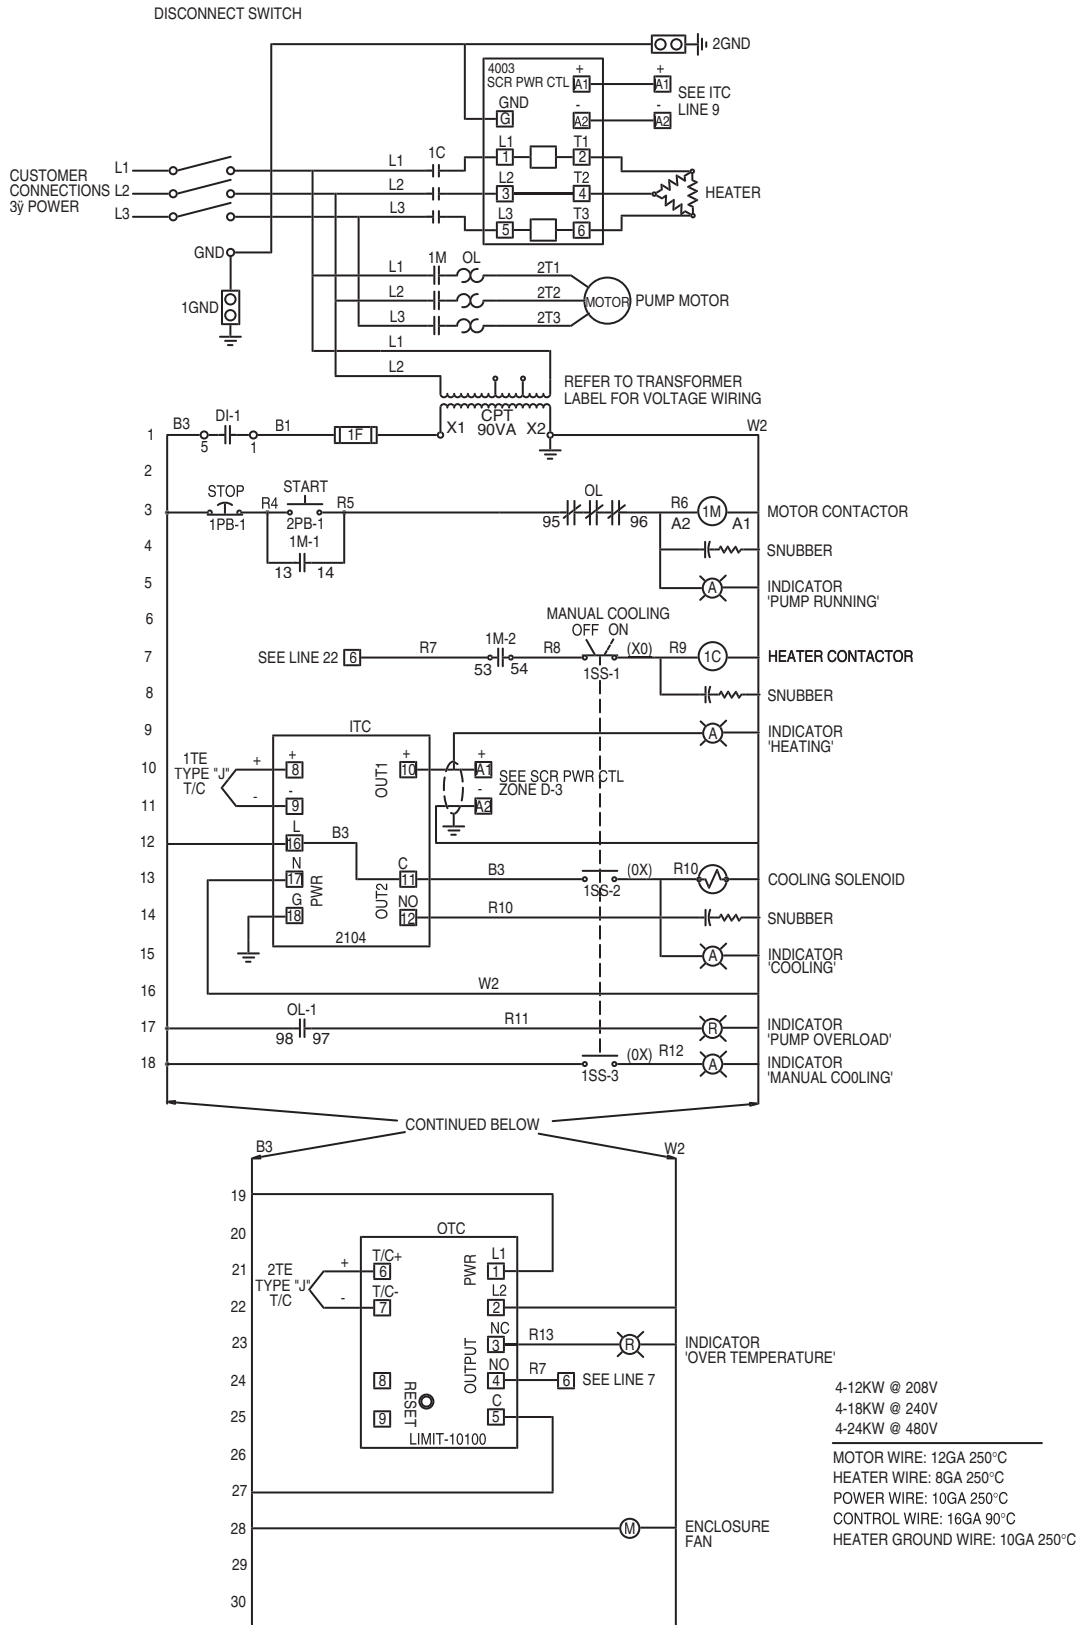 DISCONNECT SWITCH
2GND
4003
SCR PWR CTL
+
A1
+
A1
SEE ITC
LINE 9
GND
G
-
A2
-
A2
CUSTOMER
CONNECTIONS
3ÿ POWER
L1
L2
L3
L1
1C
L2
L3
L1
1
T1
2
L2
3
T2
4
L3
5
T3
6
HEATER
GND
1GND
L1
1M
OL
2T1
L2
2T2
L3
2T3
MOTOR
PUMP MOTOR
L1
L2
REFER TO TRANSFORMER
LABEL FOR VOLTAGE WIRING
1
B3
DI-1
5
1
B1
1F
X1
CPT
90VA
X2
W2
2
3
STOP
1PB-1
R4
START
2PB-1
R5
OL
95
96
R6
A2
1M
A1
MOTOR CONTACTOR
4
1M-1
13
14
SNUBBER
5
A
INDICATOR
'PUMP RUNNING'
6
MANUAL COOLING
OFF
ON
7
SEE LINE 22
6
R7
1M-2
53
54
R8
1SS-1
(X0)
R9
1C
HEATER CONTACTOR
8
SNUBBER
9
ITC
A
INDICATOR
'HEATING'
10
1TE
TYPE "J"
T/C
+
+
8
OUT1
+
10
+
A1
SEE SCR PWR CTL
ZONE D-3
11
-
-
9
-
A2
12
L
16
B3
13
N
17
PWR
C
11
OUT2
B3
1SS-2
(0X)
R10
COOLING SOLENOID
14
G
18
NO
12
R10
SNUBBER
2104
15
A
INDICATOR
'COOLING'
16
W2
17
OL-1
98
97
R11
R
INDICATOR
'PUMP OVERLOAD'
18
1SS-3
(0X)
R12
A
INDICATOR
'MANUAL CO0LING'
CONTINUED BELOW
B3
W2
19
20
OTC
21
2TE
TYPE "J"
T/C
+
T/C+
6
PWR
L1
1
22
-
T/C-
7
L2
2
23
OUTPUT
NC
3
R13
R
INDICATOR
'OVER TEMPERATURE'
24
8
RESET
NO
4
R7
6
SEE LINE 7
25
9
C
5
LIMIT-10100
26
27
28
M
ENCLOSURE
FAN
29
30
4-12KW @ 208V
4-18KW @ 240V
4-24KW @ 480V
MOTOR WIRE: 12GA 250°C
HEATER WIRE: 8GA 250°C
POWER WIRE: 10GA 250°C
CONTROL WIRE: 16GA 90°C
HEATER GROUND WIRE: 10GA 250°C